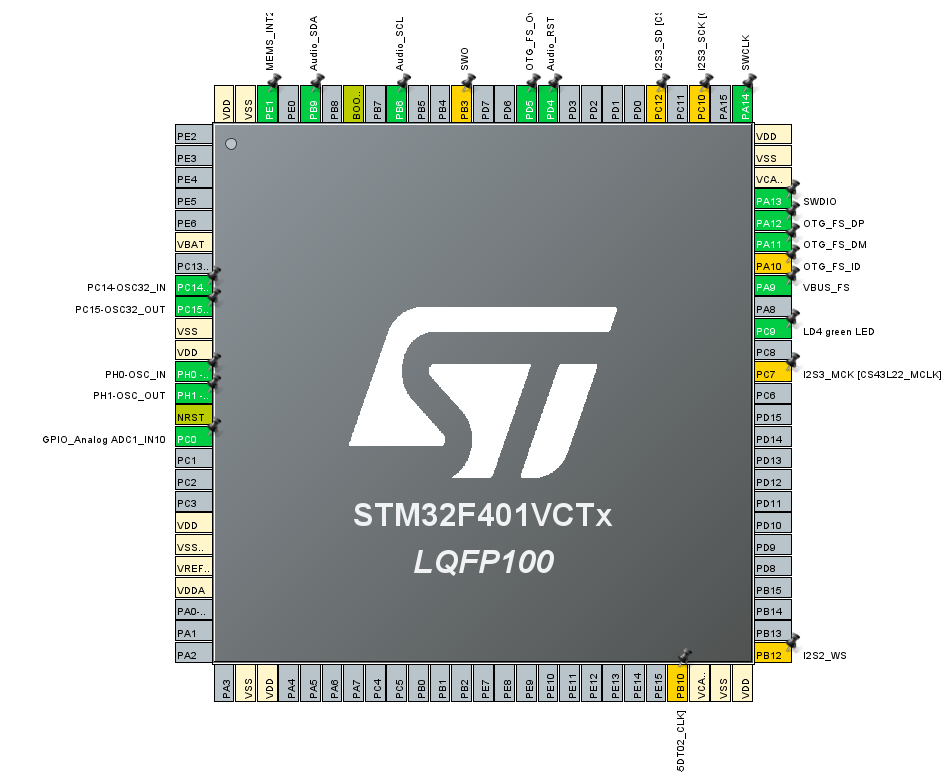 MEMS_INT2
Audio_SDA
Audio_SCL
SWO
OTG_FS_O
Audio_RST
I2S3_SD [CS
I2S3_SCK [
SWCLK
VDD
VSS
PE1
PE0
PB9
PB8
BOO..
PB7
PB6
PB5
PB4
PB3
PD7
PD6
PD5
PD4
PD3
PD2
PD1
PD0
PC12
PC11
PC10
PA15
PA14
PE2
PE3
PE4
PE5
PE6
VBAT
PC13..
PC14-OSC32_IN PC14..
PC15-OSC32_OUT PC15..
VSS
VDD
PH0-OSC_IN PH0 -..
PH1-OSC_OUT PH1 -..
NRST
GPIO_Analog ADC1_IN10 PC0
PC1
PC2
PC3
VDD
VSS..
VREF..
VDDA
PA0-..
PA1
PA2
STM32F401VCTx
LQFP100
VDD
VSS
VCA..
PA13 SWDIO
PA12 OTG_FS_DP
PA11 OTG_FS_DM
PA10 OTG_FS_ID
PA9 VBUS_FS
PA8
PC9 LD4 green LED
PC8
PC7 I2S3_MCK [CS43L22_MCLK]
PC6
PD15
PD14
PD13
PD12
PD11
PD10
PD9
PD8
PB15
PB14
PB13
PB12 I2S2_WS
PA3
VSS
VDD
PA4
PA5
PA6
PA7
PC4
PC5
PB0
PB1
PB2
PE7
PE8
PE9
PE10
PE11
PE12
PE13
PE14
PE15
PB10
VCA..
VSS
VDD
5DT02_CLK]